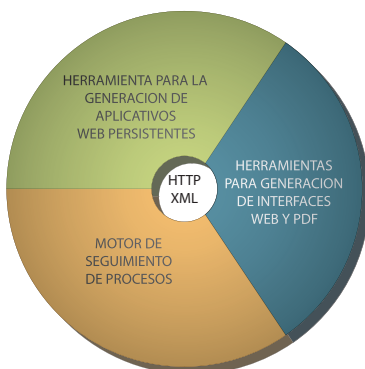 HERRAMIENTA PARA LA
GENERACION DE
APLICATIVOS
WEB PERSISTENTES
HERRAMIENTAS
PARA GENERACION
DE INTERFACES
WEB Y PDF
HTTP
XML
MOTOR DE
SEGUIMIENTO
DE PROCESOS